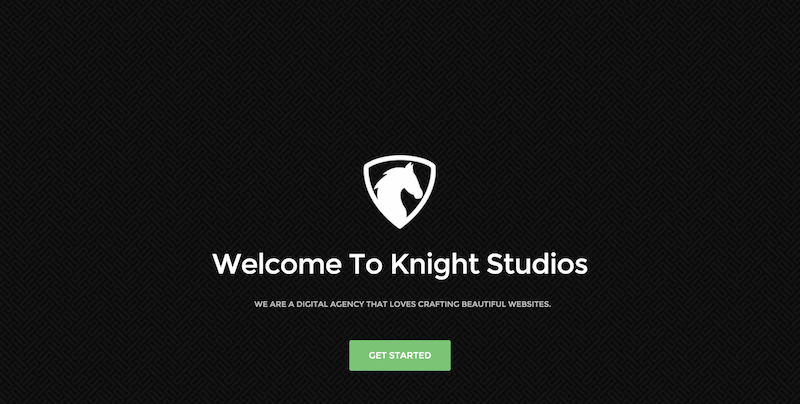 Welcome To Knight Studios
WE ARE A DIGITAL AGENCY THAT LOVES CRAFTING BEAUTIFUL WEBSITES.
GET STARTED